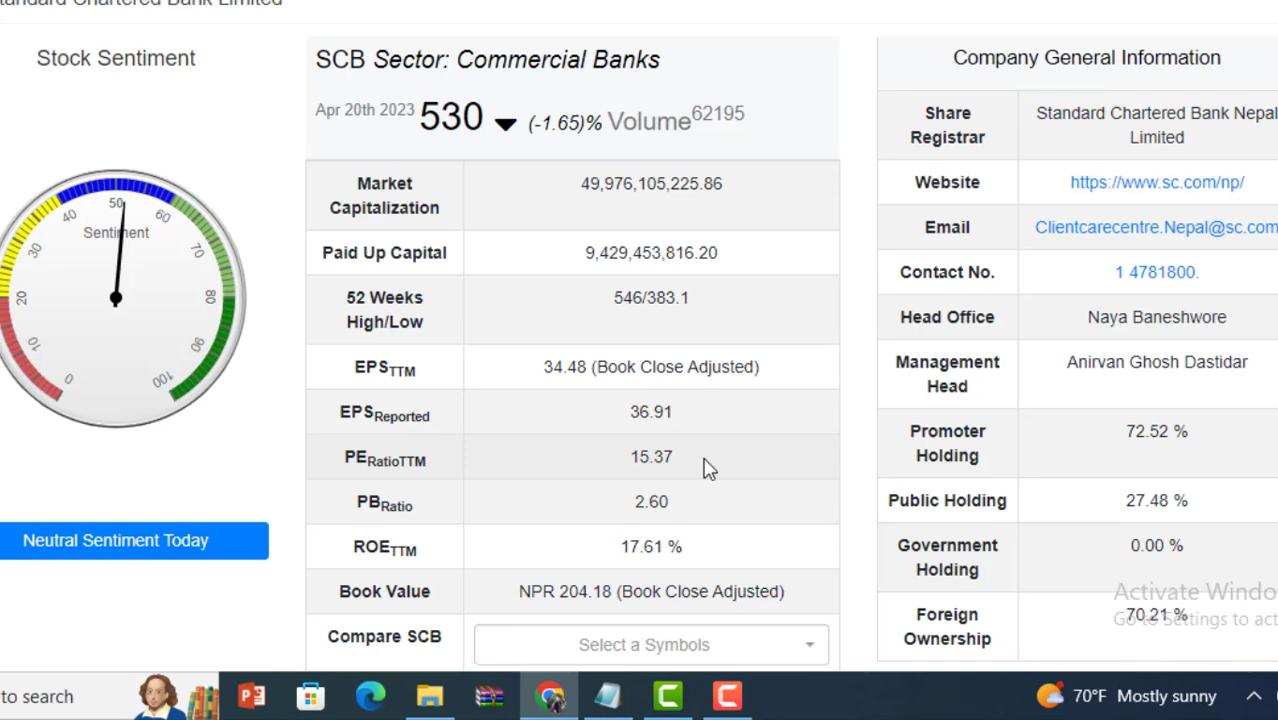 Standard Chartered Bank Limited
Stock Sentiment
SCB Sector: Commercial Banks
Company General Information
Apr 20th 2023 530 (-1.65)% Volume 62195
0
10
20
30
40
50
60
70
80
90
100
Sentiment
Neutral Sentiment Today
Market
Capitalization
49,976,105,225.86
Paid Up Capital
9,429,453,816.20
52 Weeks
High/Low
546/383.1
EPSTTM
34.48 (Book Close Adjusted)
EPSReported
36.91
PERatioTTM
15.37
PBRatio
2.60
ROETTM
17.61 %
Book Value
NPR 204.18 (Book Close Adjusted)
Compare SCB
Select a Symbols
Share
Registrar
Standard Chartered Bank Nepal
Limited
Website
https://www.sc.com/np/
Email
Clientcarecentre.Nepal@sc.com
Contact No.
1 4781800.
Head Office
Naya Baneshwore
Management
Head
Anirvan Ghosh Dastidar
Promoter
Holding
72.52 %
Public Holding
27.48 %
Government
Holding
0.00 %
Foreign
Ownership
70.21 %
Activate Windo
Go to Settings to act
to search
70°F Mostly sunny